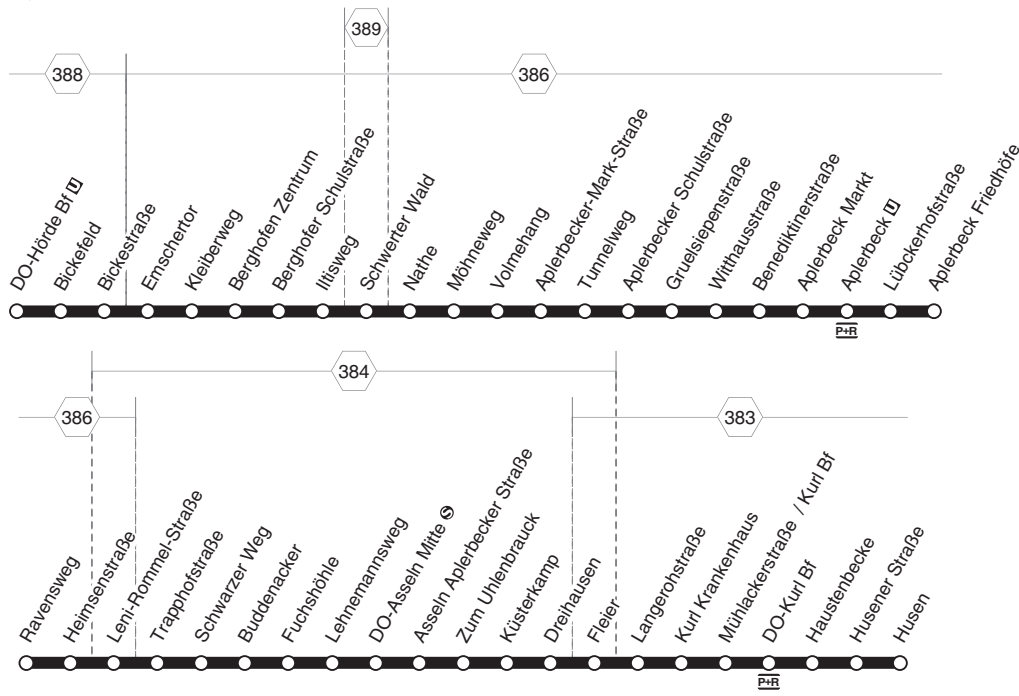 389
388
386
DO-Hörde Bf U
Bickefeld
Bickestraße
Emschertor
Kleiberweg
Berghofen Zentrum
Berghofer Schulstraße
Iltisweg
Schwerter Wald
Nathe
Möhneweg
Volmehang
Aplerbecker-Mark-Straße
Tunnelweg
Aplerbecker Schulstraße
Gruelsiepenstraße
Witthausstraße
Benediktinerstraße
Aplerbeck Markt
Aplerbeck U
Lübckerhofstraße
Aplerbeck Friedhöfe
P+R
384
386
383
Ravensweg
Heimsenstraße
Leni-Rommel-Straße
Trapphofstraße
Schwarzer Weg
Buddenacker
Fuchshöhle
Lehnemannsweg
DO-Asseln Mitte S
Asseln Aplerbecker Straße
Zum Uhlenbrauck
Küsterkamp
Dreihausen
Fleier
Langerohstraße
Kurl Krankenhaus
Mühlackerstraße / Kurl Bf
DO-Kurl Bf
Haustenbecke
Husener Straße
Husen
P+R